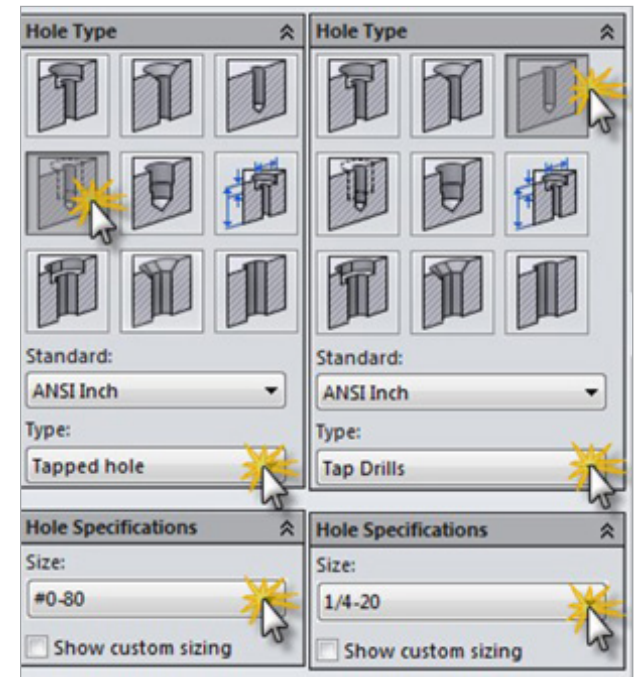 Hole Type
Standard:
ANSI Inch
Type:
Tapped hole
Hole Specifications
Size:
#0-80
Show custom sizing
Hole Type
Standard:
ANSI Inch
Type:
Tap Drills
Hole Specifications
Size:
1/4-20
Show custom sizing